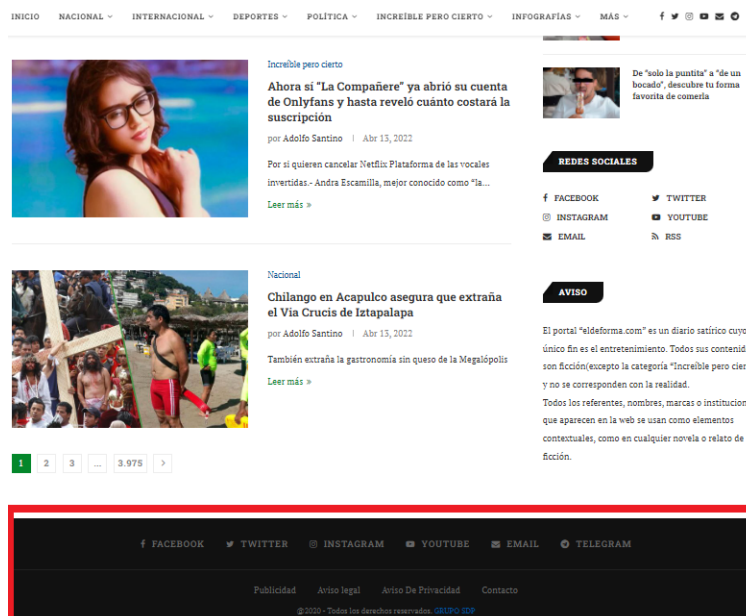 INICIO NACIONAL INTERNACIONAL DEPORTES POLÍTICA INCREÍBLE PERO CIERTO INFOGRAFÍAS MÁS
Increíble pero cierto
Ahora sí "La Compañere" ya abrió su cuenta
de Onlyfans y hasta reveló cuánto costará la
suscripción
por Adolfo Santino | Abr 13, 2022
Por si quieren cancelar Netflix Plataforma de las vocales
invertidas.- Andra Escamilla, mejor conocido como "la...
Leer más »
Nacional
Chilango en Acapulco asegura que extraña
el Via Crucis de Iztapalapa
por Adolfo Santino | Abr 13, 2022
También extraña la gastronomía sin queso de la Megalópolis
Leer más »
1 2 3 ... 3.975 >
De "solo la puntita" a "de un
bocado", descubre tu forma
favorita de comerla
REDES SOCIALES
FACEBOOK TWITTER
INSTAGRAM YOUTUBE
EMAIL RSS
AVISO
El portal "eldeforma.com" es un diario satírico cuyo
único fin es el entretenimiento. Todos sus contenid
son ficción(excepto la categoría "Increíble pero cier
y no se corresponden con la realidad.
Todos los referentes, nombres, marcas o institucion
que aparecen en la web se usan como elementos
contextuales, como en cualquier novela o relato de
ficción.
FACEBOOK TWITTER INSTAGRAM YOUTUBE EMAIL TELEGRAM
Publicidad Aviso legal Aviso De Privacidad Contacto
@2020 - Todos los derechos reservados. GRUPO SDP